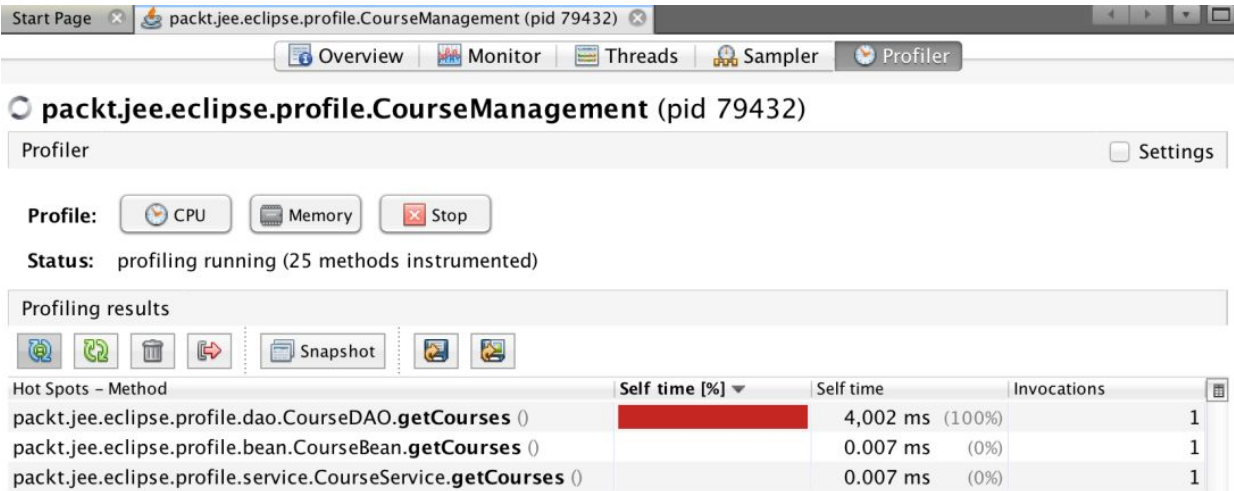 Start Page packt.jee.eclipse.profile.CourseManagement (pid 79432)
Overview Monitor Threads Sampler Profiler
packt.jee.eclipse.profile.CourseManagement (pid 79432)
Profiler Settings
Profile: CPU Memory Stop
Status: profiling running (25 methods instrumented)
Profiling results
Snapshot
Hot Spots – Method Self time [%] Self time Invocations
packt.jee.eclipse.profile.dao.CourseDAO.getCourses () 4,002 ms (100%) 1
packt.jee.eclipse.profile.bean.CourseBean.getCourses () 0.007 ms (0%) 1
packt.jee.eclipse.profile.service.CourseService.getCourses () 0.007 ms (0%) 1